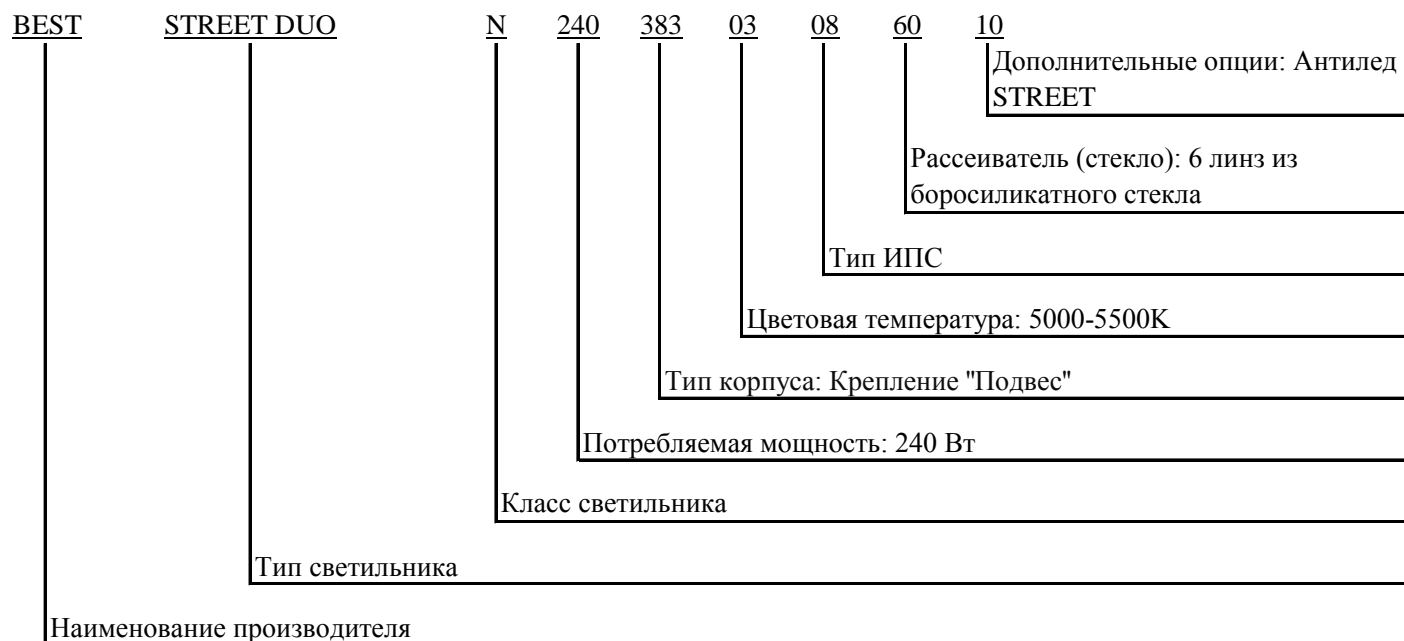 BEST STREET DUO N 240 383 03 08 60 10
Дополнительные опции: Антилед
STREET
Рассеиватель (стекло): 6 линз из
боросиликатного стекла
Тип ИПС
Цветовая температура: 5000-5500K
Тип корпуса: Крепление "Подвес"
Потребляемая мощность: 240 Вт
Класс светильника
Тип светильника
Наименование производителя